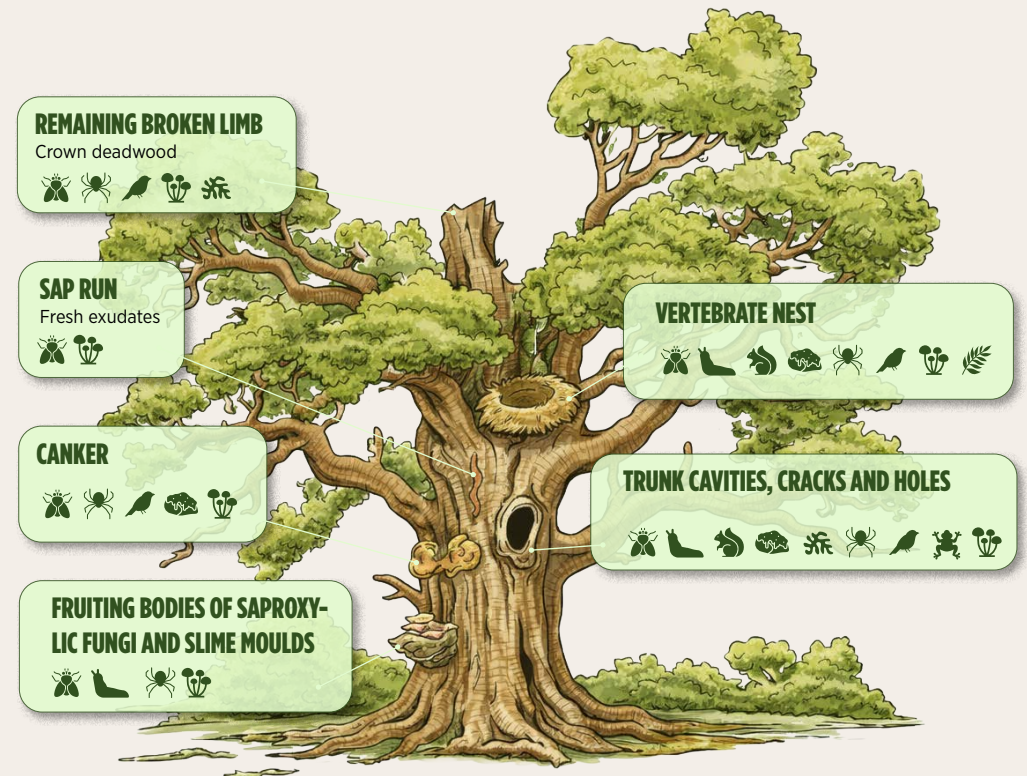 REMAINING BROKEN LIMB
Crown deadwood
SAP RUN
Fresh exudates
VERTEBRATE NEST
CANKER
TRUNK CAVITIES, CRACKS AND HOLES
FRUITING BODIES OF SAPROXY-
LIC FUNGI AND SLIME MOULDS